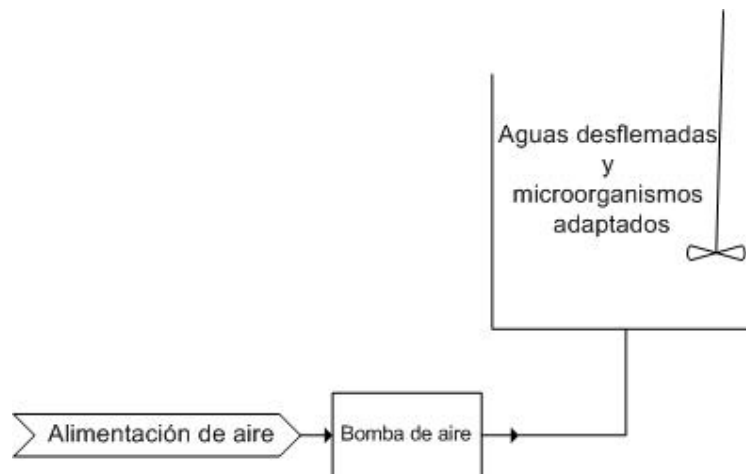 Aguas desflemadas
y
microorganismos
adaptados
Alimentación de aire
Bomba de aire